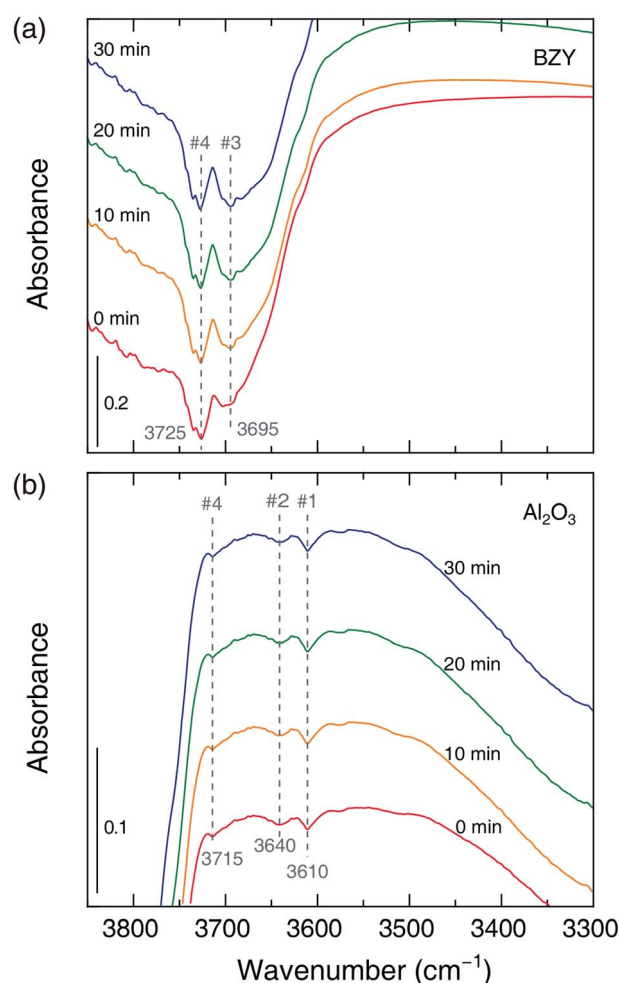 (a)
30 min
BZY
20 min
#4 #3
10 min
0 min
0.2
3725 3695
Absorbance
(b)
#4 #2 #1
Al₂O₃
30 min
20 min
10 min
0 min
0.1
3715 3640
3610
Absorbance
3800 3700 3600 3500 3400 3300
Wavenumber (cm⁻¹)